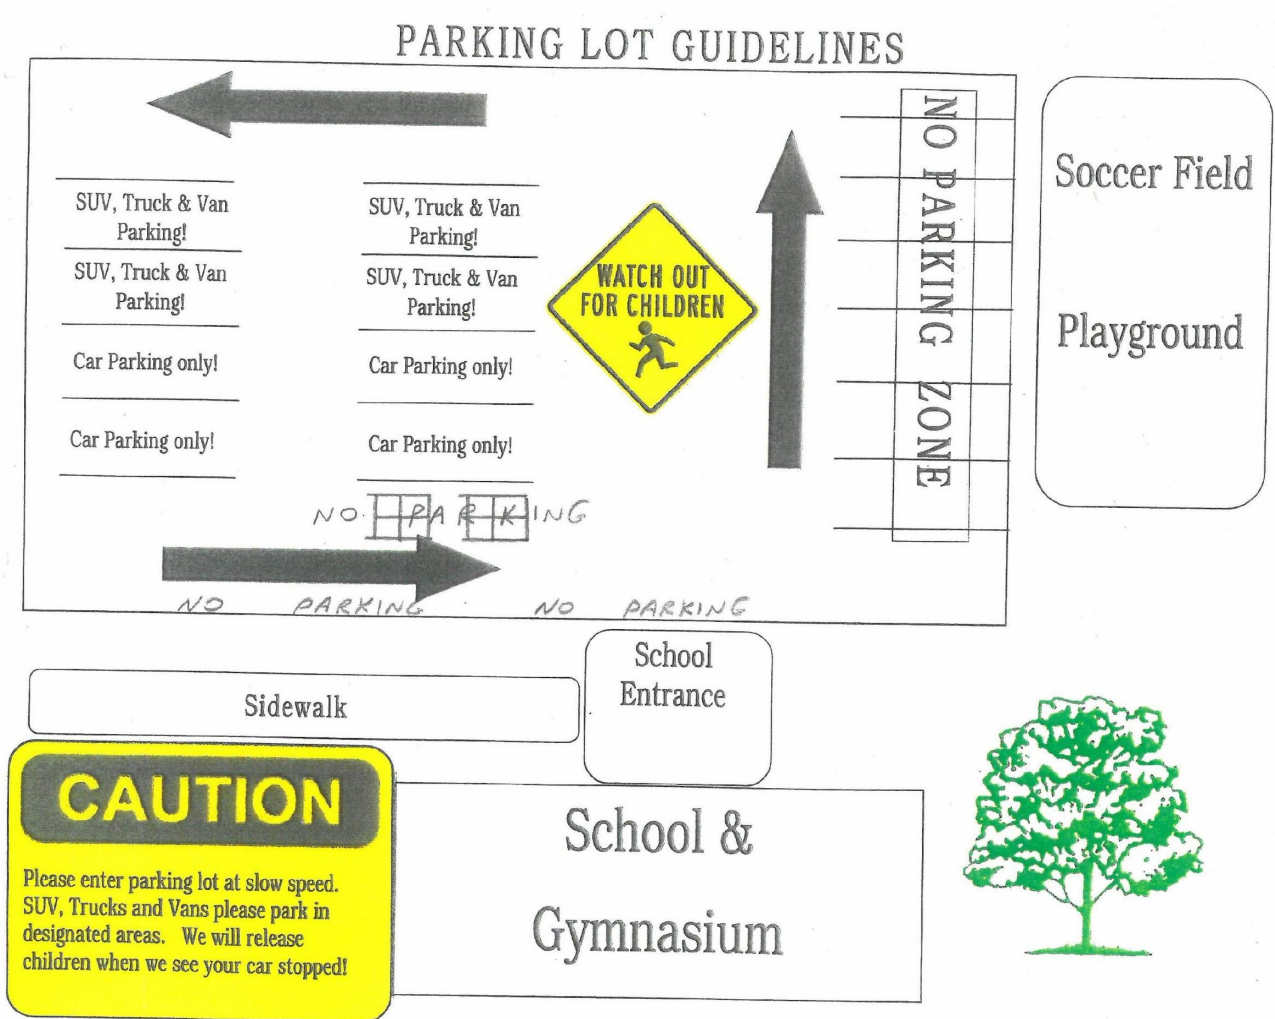 PARKING LOT GUIDELINES
SUV, Truck & Van
Parking!
SUV, Truck & Van
Parking!
Car Parking only!
Car Parking only!
SUV, Truck & Van
Parking!
SUV, Truck & Van
Parking!
Car Parking only!
Car Parking only!
WATCH OUT
FOR CHILDREN
NO PARKING ZONE
Soccer Field
Playground
NO PARKING
NO PARKING NO PARKING
School
Entrance
Sidewalk
CAUTION
Please enter parking lot at slow speed.
SUV, Trucks and Vans please park in
designated areas. We will release
children when we see your car stopped!
School &
Gymnasium